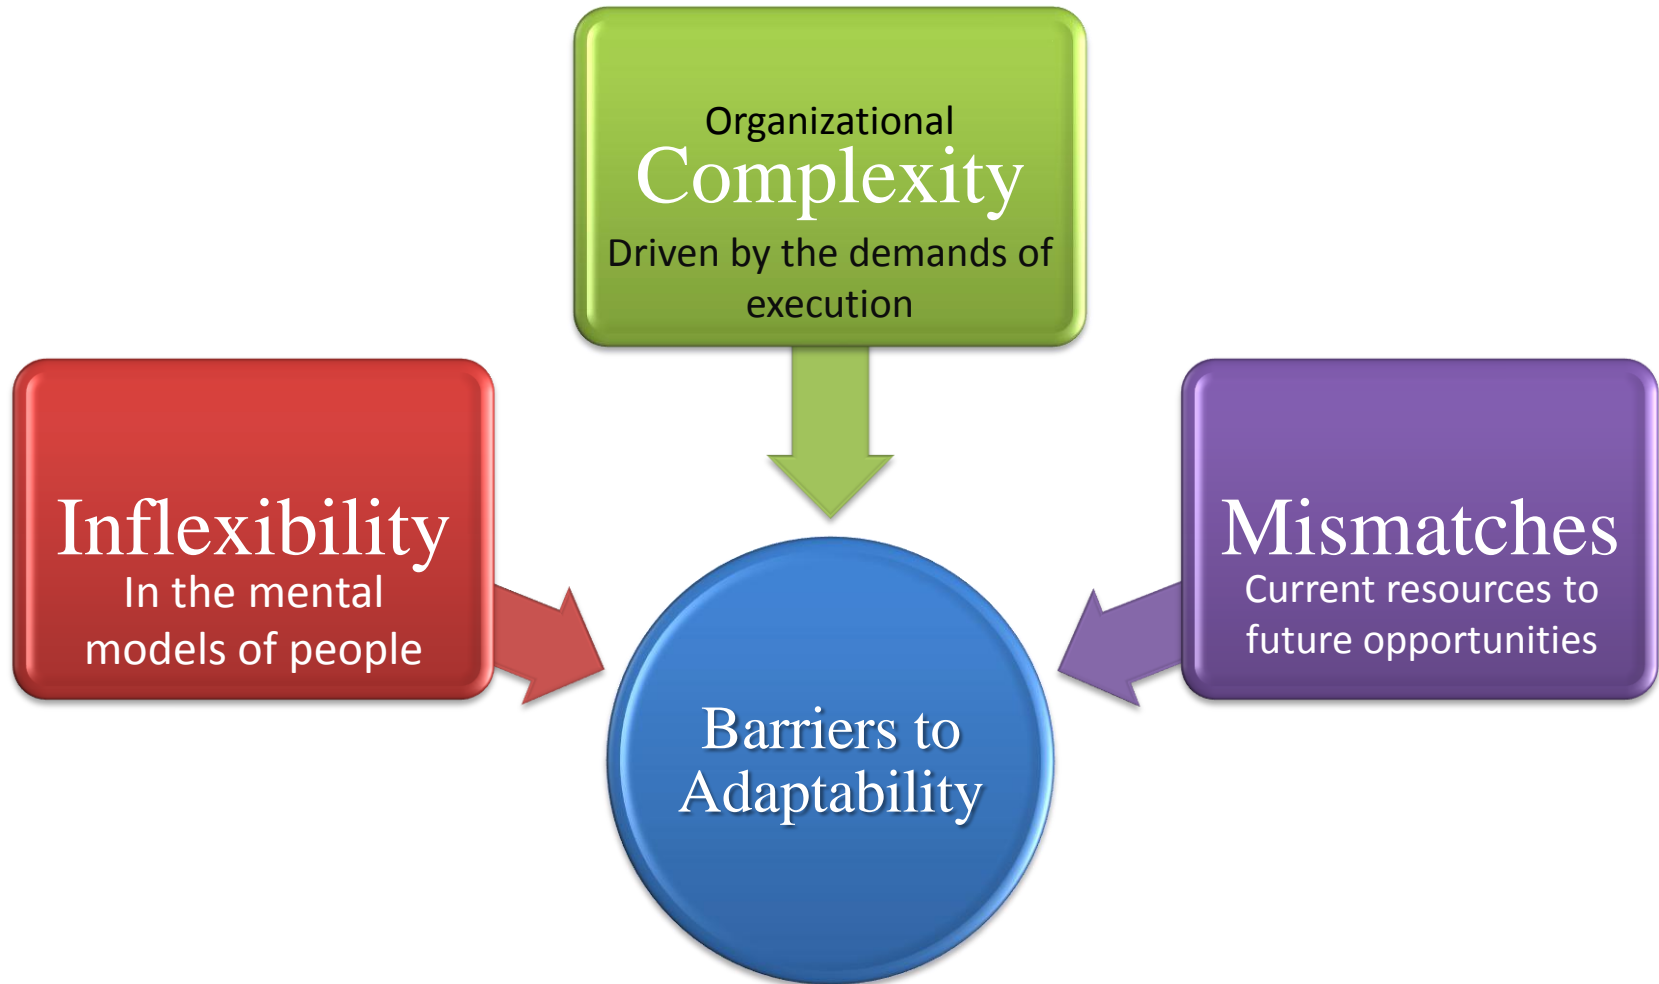 Organizational
Complexity
Driven by the demands of
execution
Inflexibility
In the mental
models of people
Mismatches
Current resources to
future opportunities
Barriers to
Adaptability